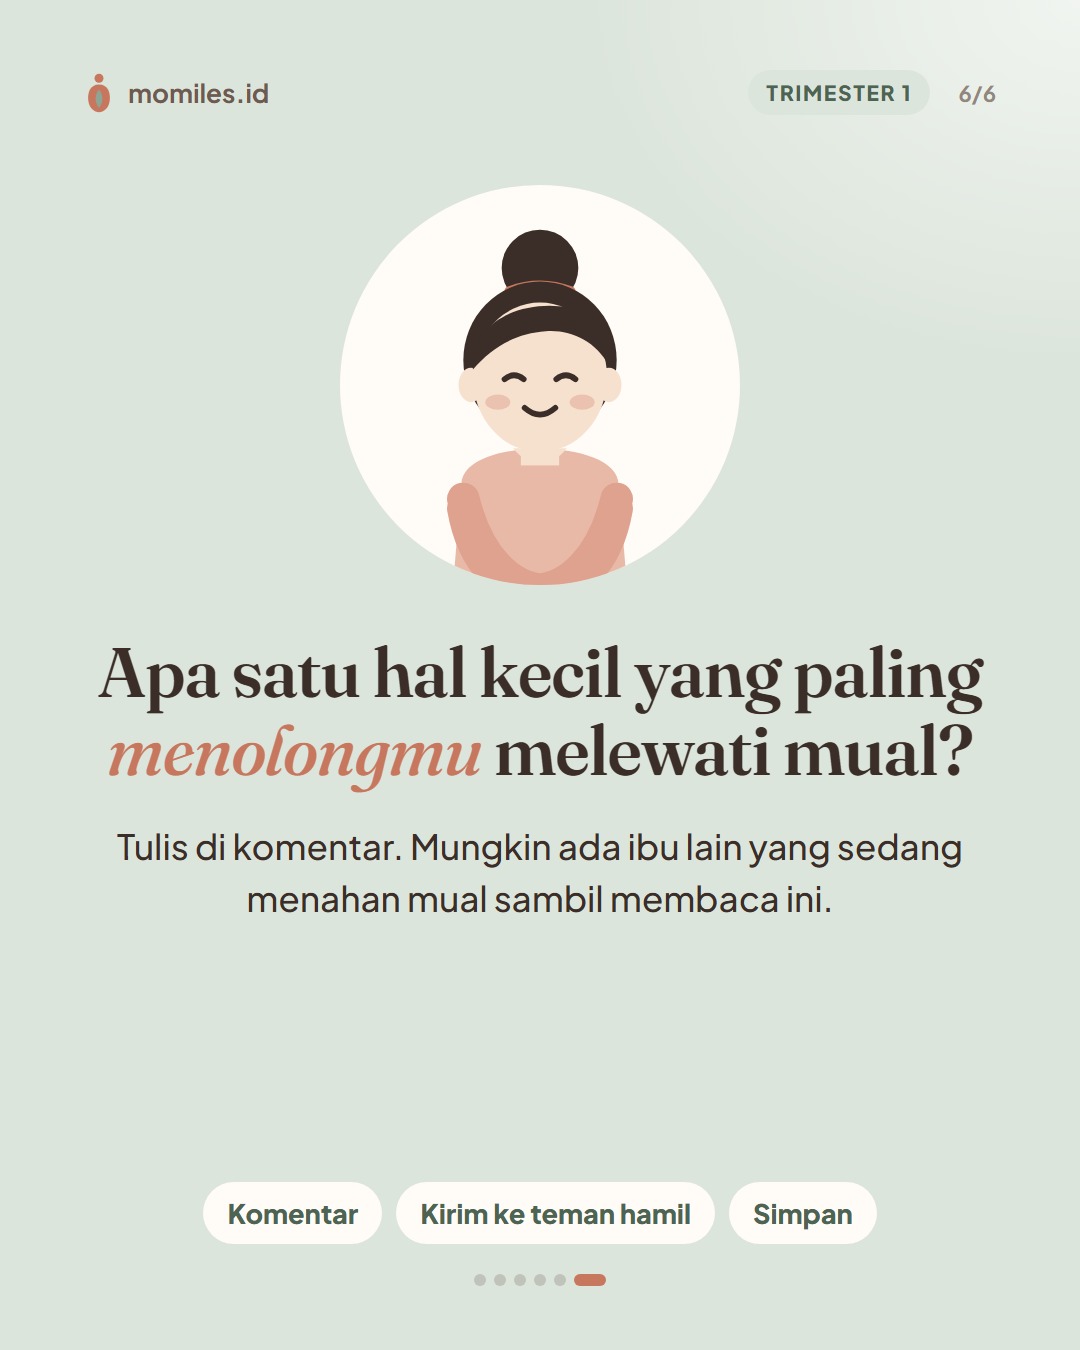 momiles.id
TRIMESTER 1
6/6
Apa satu hal kecil yang paling
menolongmu melewati mual?
Tulis di komentar. Mungkin ada ibu lain yang sedang
menahan mual sambil membaca ini.
Komentar
Kirim ke teman hamil
Simpan